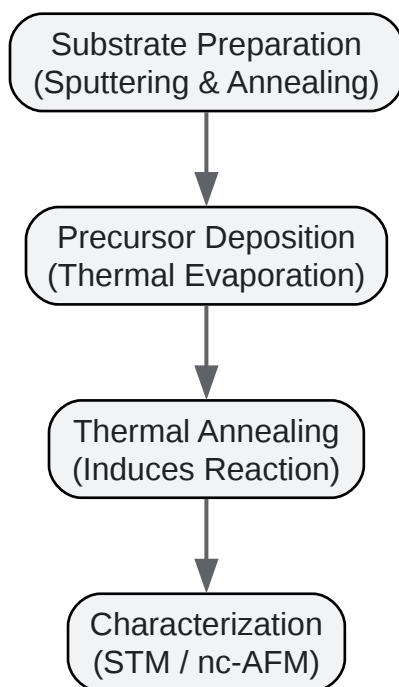 Substrate Preparation
(Sputtering & Annealing)
Precursor Deposition
(Thermal Evaporation)
Thermal Annealing
(Induces Reaction)
Characterization
(STM / nc-AFM)